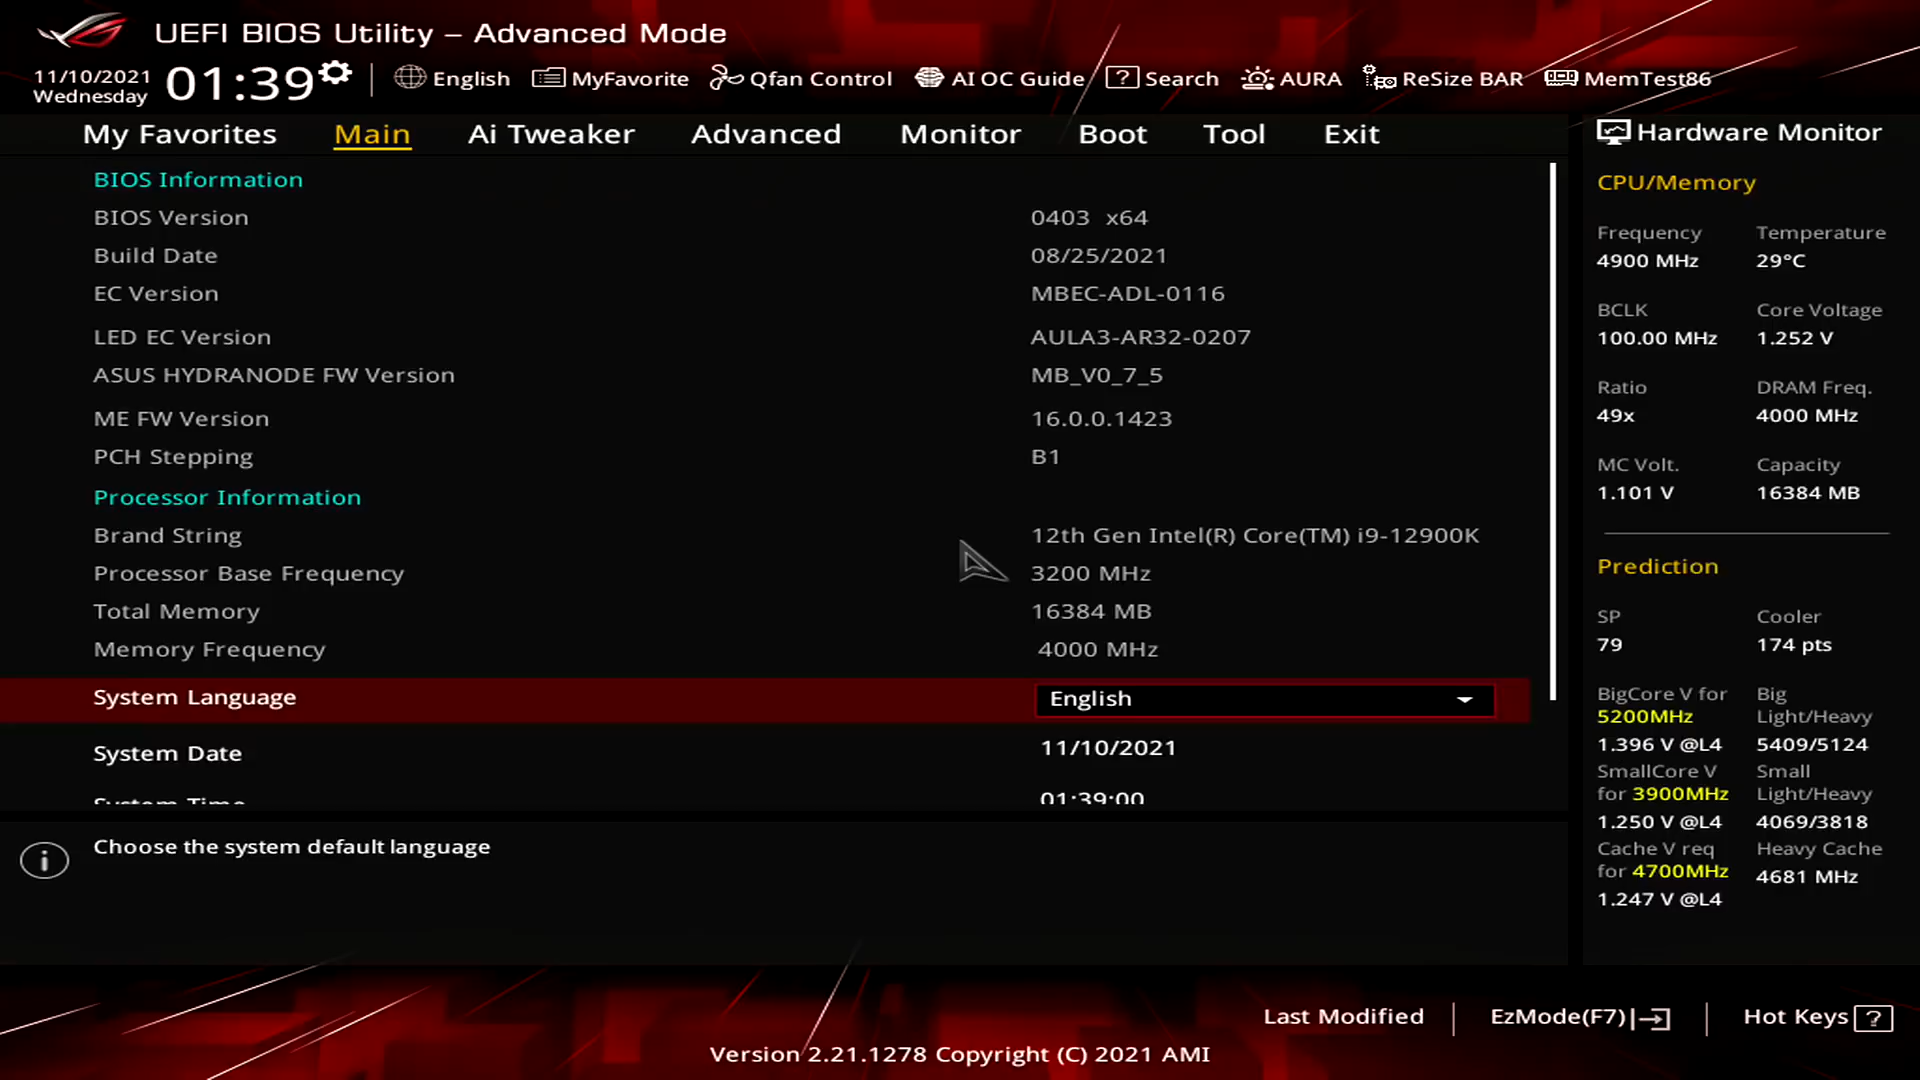 UEFI BIOS Utility – Advanced Mode
11/10/2021
Wednesday
01:39
English
MyFavorite
Qfan Control
AI OC Guide
? Search
AURA
ReSize BAR
MemTest86
My Favorites
Main
Ai Tweaker
Advanced
Monitor
Boot
Tool
Exit
BIOS Information
BIOS Version 0403 x64
Build Date 08/25/2021
EC Version MBEC-ADL-0116
LED EC Version AULA3-AR32-0207
ASUS HYDRANODE FW Version MB_V0_7_5
ME FW Version 16.0.0.1423
PCH Stepping B1
Processor Information
Brand String 12th Gen Intel(R) Core(TM) i9-12900K
Processor Base Frequency 3200 MHz
Total Memory 16384 MB
Memory Frequency 4000 MHz
System Language English
System Date 11/10/2021
System Time 01:39:00
i
Choose the system default language
Hardware Monitor
CPU/Memory
Frequency Temperature
4900 MHz 29°C
BCLK Core Voltage
100.00 MHz 1.252 V
Ratio DRAM Freq.
49x 4000 MHz
MC Volt. Capacity
1.101 V 16384 MB
Prediction
SP Cooler
79 174 pts
BigCore V for Big
5200MHz Light/Heavy
1.396 V @L4 5409/5124
SmallCore V Small
for 3900MHz Light/Heavy
1.250 V @L4 4069/3818
Cache V req Heavy Cache
for 4700MHz 4681 MHz
1.247 V @L4
Last Modified
EzMode(F7)
Hot Keys ?
Version 2.21.1278 Copyright (C) 2021 AMI